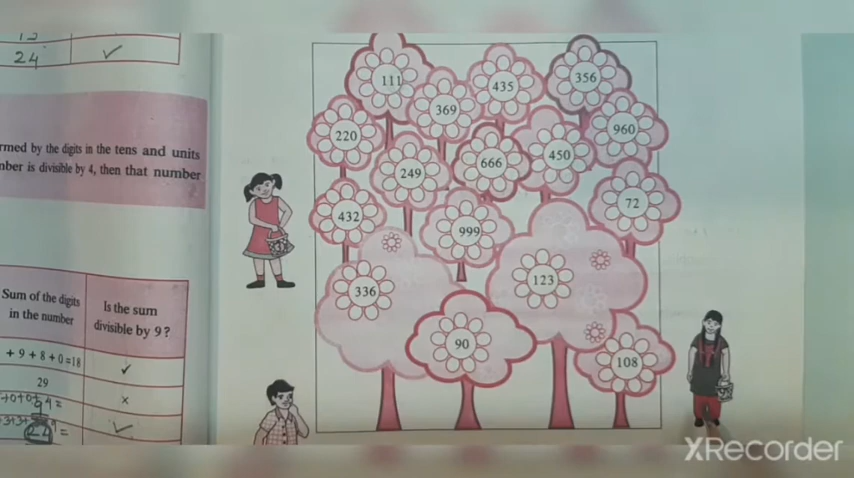 24 ✓
rmed by the digits in the tens and units
nber is divisible by 4, then that number
Sum of the digits
in the number
Is the sum
divisible by 9 ?
+ 9 + 8 + 0 = 18 ✓
29 ×
111
435
356
369
220
960
249
666
450
432
999
72
336
123
90
108
XRecorder